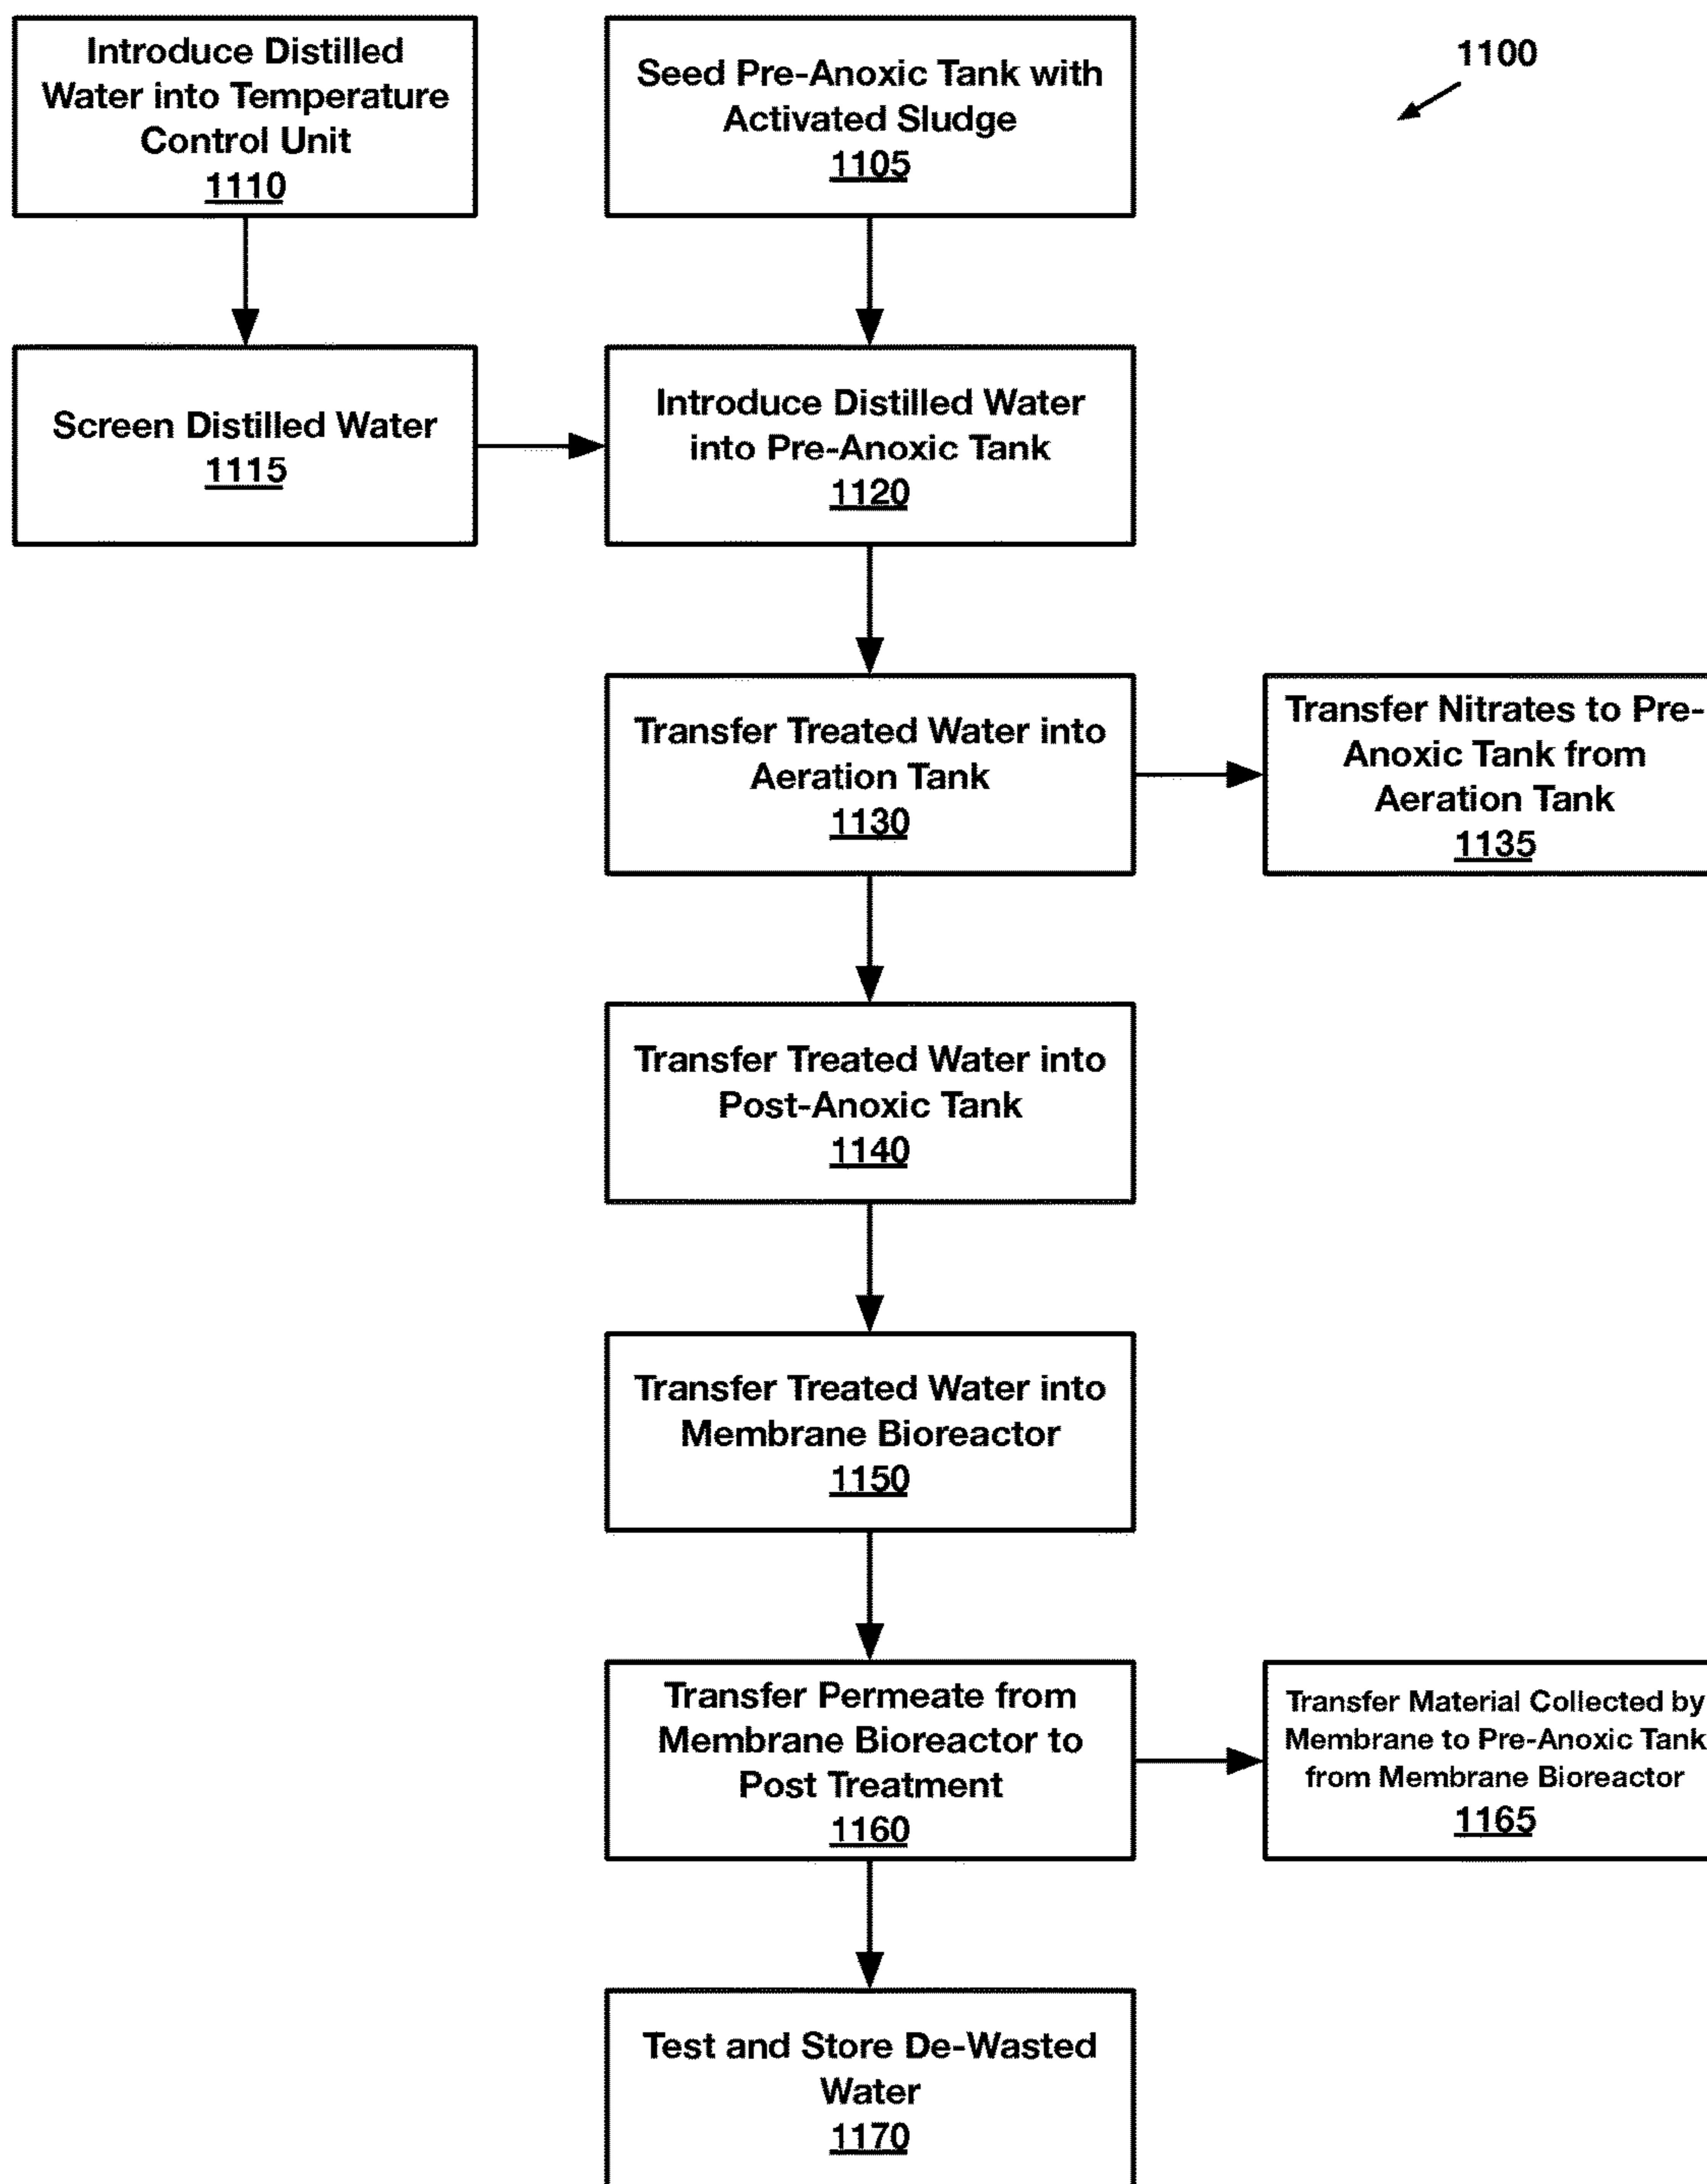 Introduce Distilled
Water into Temperature
Control Unit
1110
Seed Pre-Anoxic Tank with
Activated Sludge
1105
1100
Screen Distilled Water
1115
Introduce Distilled Water
into Pre-Anoxic Tank
1120
Transfer Treated Water into
Aeration Tank
1130
Transfer Nitrates to Pre-
Anoxic Tank from
Aeration Tank
1135
Transfer Treated Water into
Post-Anoxic Tank
1140
Transfer Treated Water into
Membrane Bioreactor
1150
Transfer Permeate from
Membrane Bioreactor to
Post Treatment
1160
Transfer Material Collected by
Membrane to Pre-Anoxic Tank
from Membrane Bioreactor
1165
Test and Store De-Wasted
Water
1170